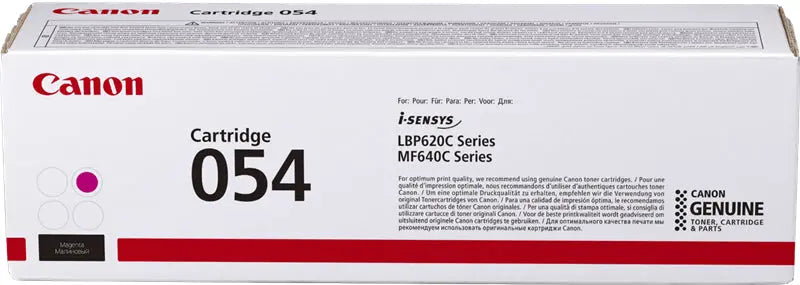 Canon Cartridge 054
Canon
Cartridge
054
For: / Pour: / Für: / Para: / Per: / Voor: / Для:
i-SENSYS
LBP620C Series
MF640C Series
For optimum print quality, we recommend using genuine Canon toner cartridges. / Pour une
qualité d'impression optimale, nous recommandons d'utiliser d'authentiques cartouches toner
Canon. / Um eine optimale Druckqualität zu erhalten, empfehlen wir die Verwendung von
original Tonercartridges von Canon. / Para una calidad de impresión óptima, le recomendamos
utilizar cartuchos de tóner Canon originales. / Per una qualità di stampa ottimale, si consiglia di
utilizzare cartucce di toner originali Canon. / Voor de beste printkwaliteit wordt geadviseerd om
uitsluitend originele Canon cartridges te gebruiken. / Для оптимального качества печати мы
рекомендуем использовать оригинальные картриджи Canon.
CANON
GENUINE
TONER, CARTRIDGE
& PARTS
Magenta
Малиновый